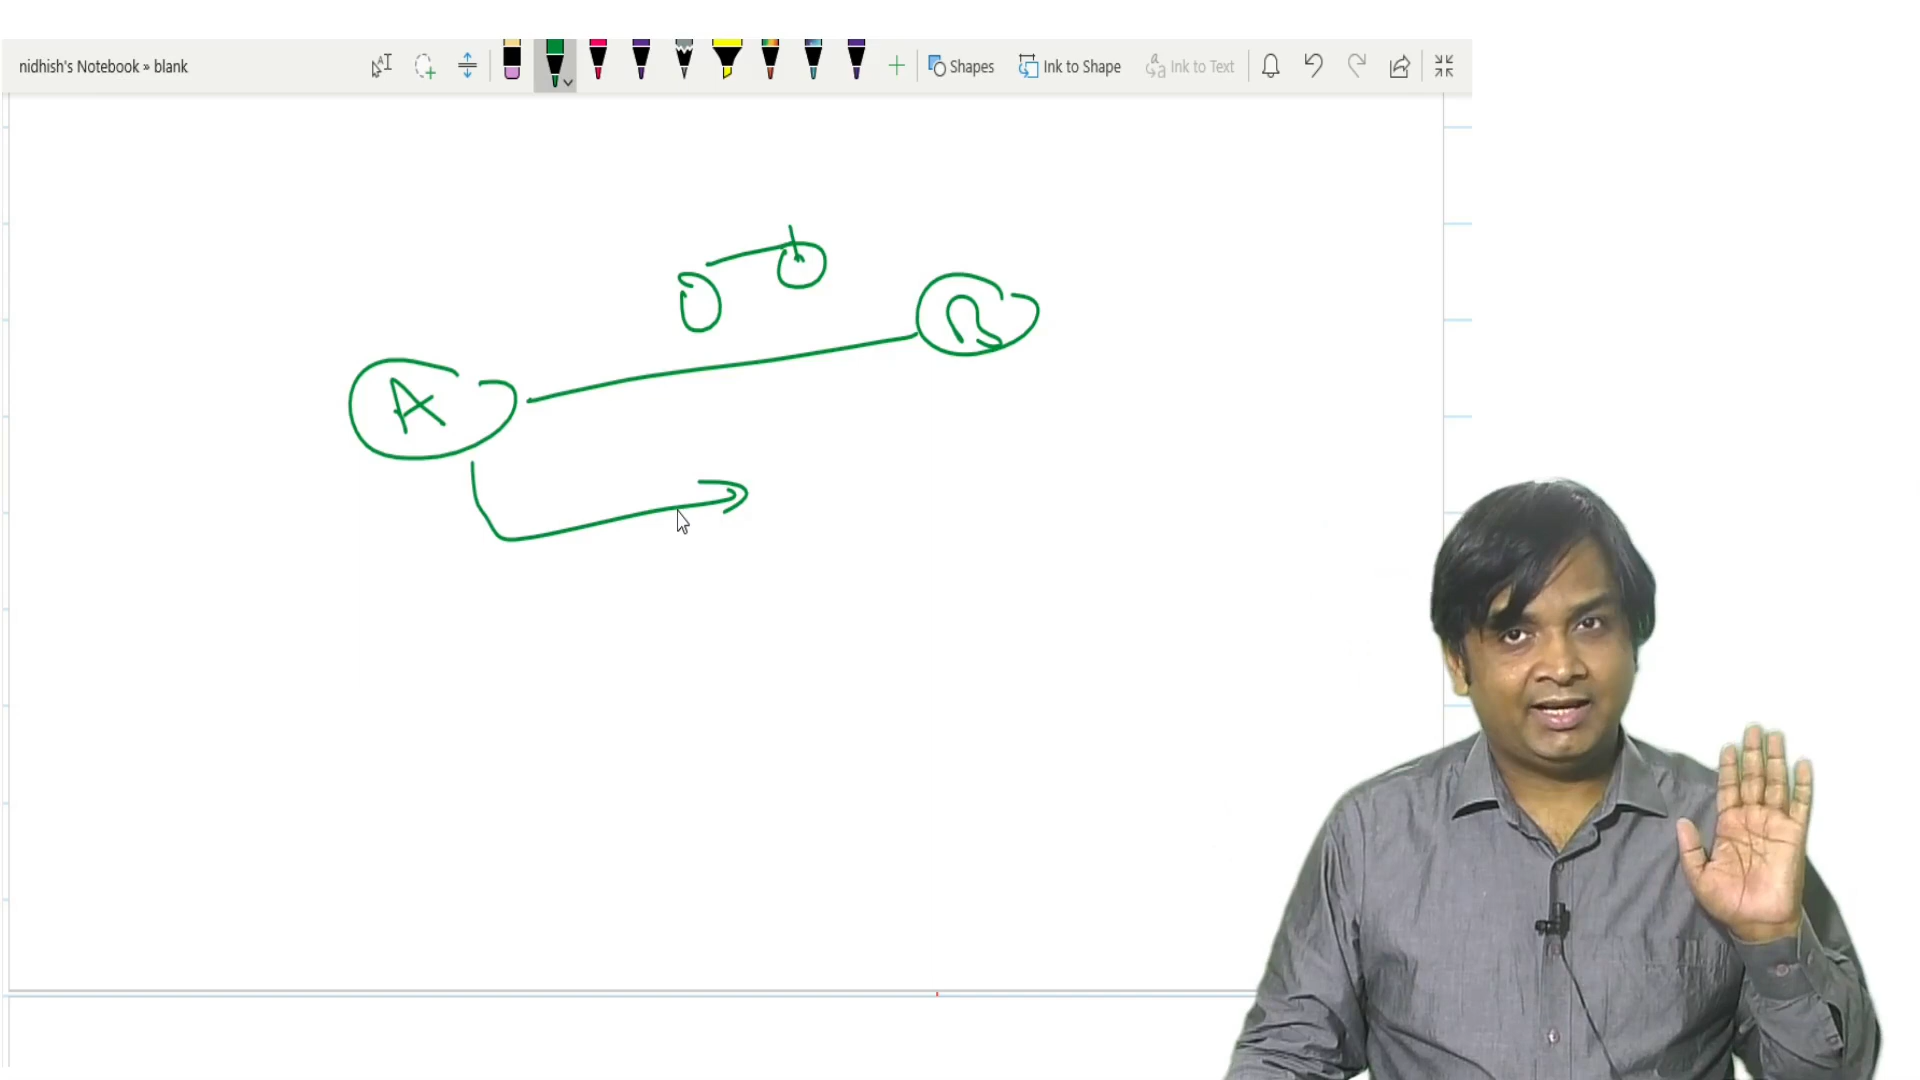 nidhish's Notebook » blank
Shapes
Ink to Shape
Ink to Text
A